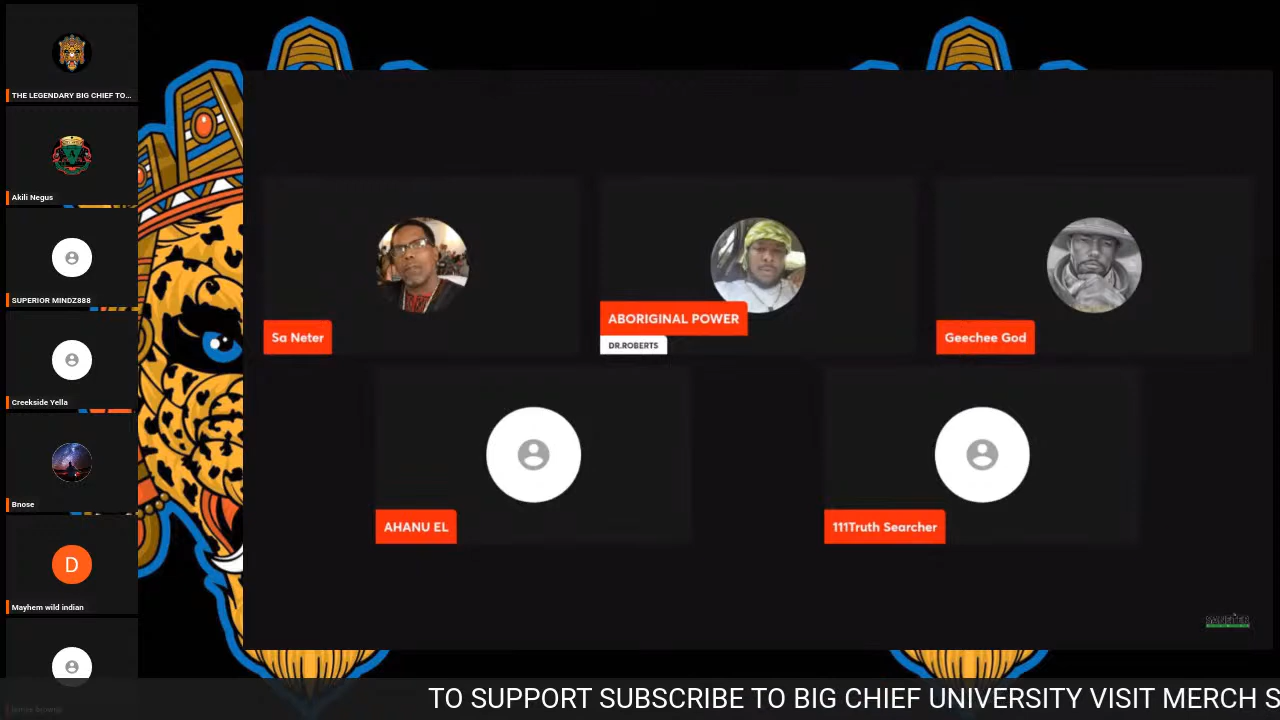 THE LEGENDARY BIG CHIEF TO...
Akili Negus
SUPERIOR MINDZ888
Creekside Yella
Bnose
D
Mayhem wild indian
Sa Neter
ABORIGINAL POWER
DR.ROBERTS
Geechee God
AHANU EL
111Truth Searcher
SANETER
TO SUPPORT SUBSCRIBE TO BIG CHIEF UNIVERSITY VISIT MERCH S